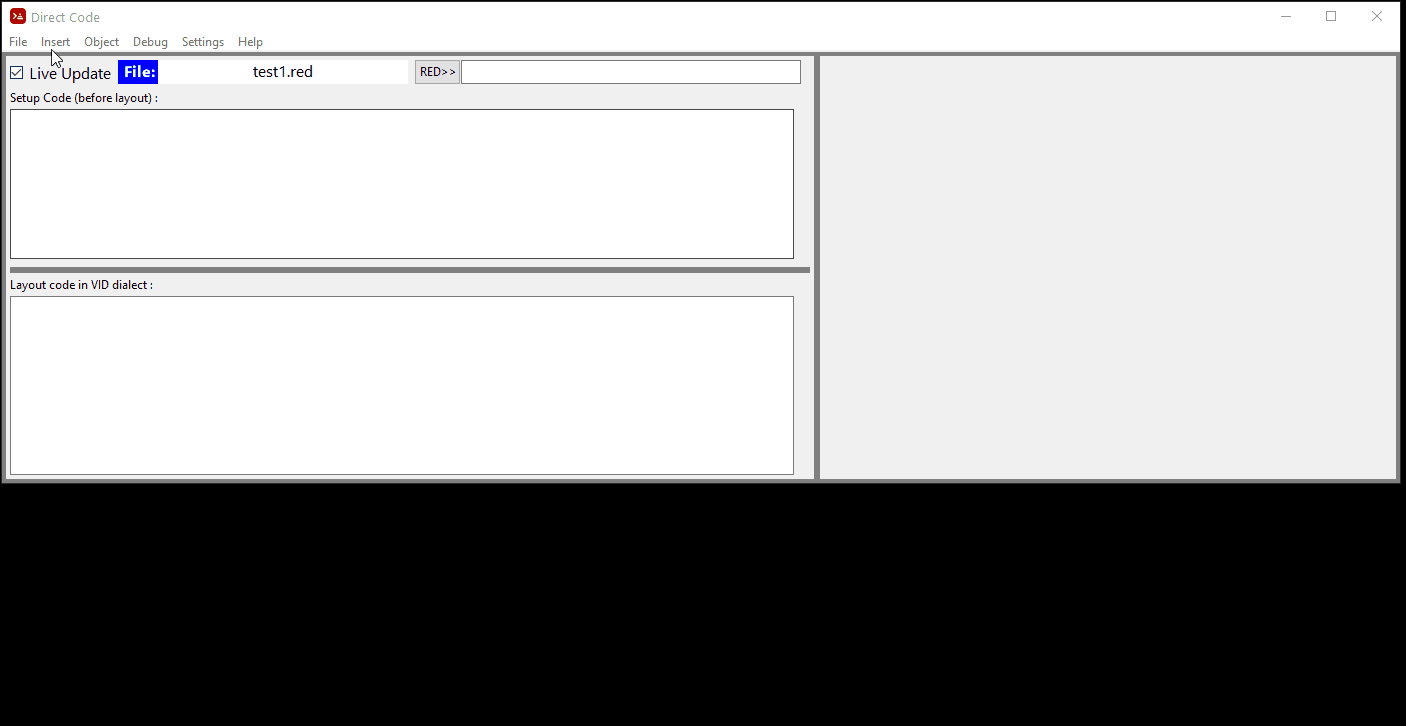 Direct Code
File Insert Object Debug Settings Help
Live Update File: test1.red RED>>
Setup Code (before layout) :
Layout code in VID dialect :